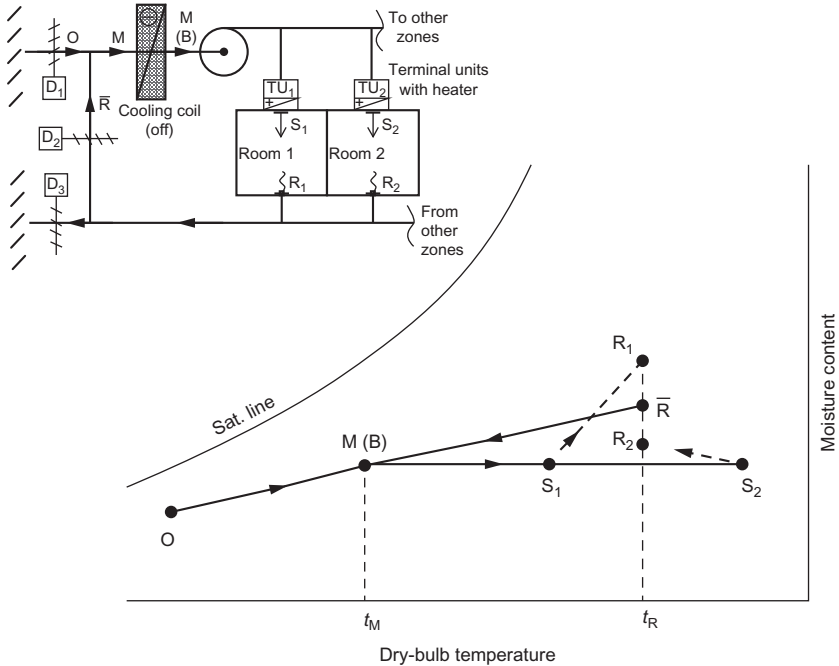 O
M
M
(B)
To other
zones
D1
R̅
Cooling coil
(off)
TU1
TU2
+
+
Terminal units
with heater
S1
S2
D2
Room 1
Room 2
R1
R2
D3
From
other
zones
R1
R̅
R2
Sat. line
M (B)
S1
S2
O
Moisture content
tM
tR
Dry-bulb temperature